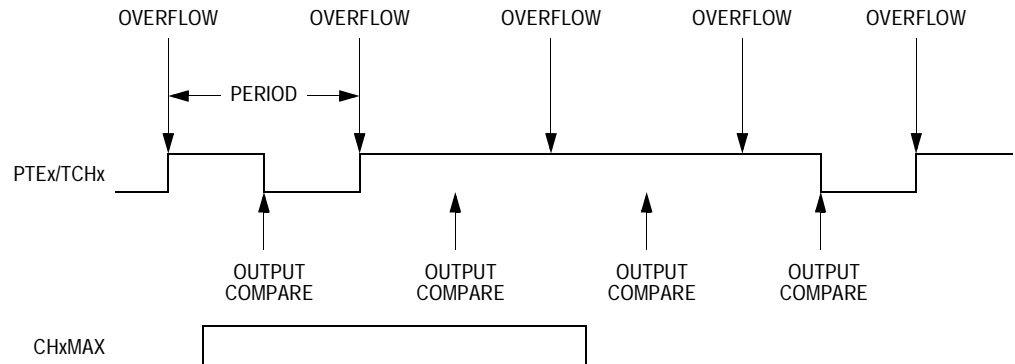 OVERFLOW OVERFLOW OVERFLOW OVERFLOW OVERFLOW
PERIOD
PTEx/TCHx
OUTPUT COMPARE
OUTPUT COMPARE
OUTPUT COMPARE
OUTPUT COMPARE
CHxMAX